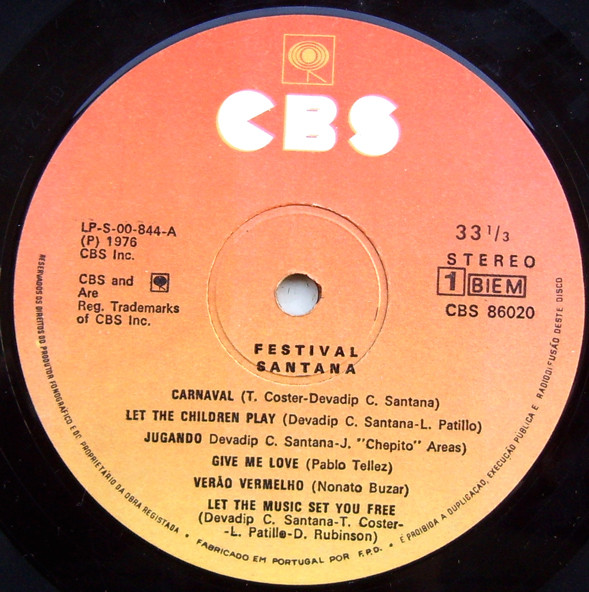 CBS
LP-S-00-844-A
(P) 1976
CBS Inc.
CBS and
Are
Reg. Trademarks
of CBS Inc.
33 1/3
STEREO
1 BIEM
CBS 86020
FESTIVAL
SANTANA
CARNAVAL (T. Coster-Devadip C. Santana)
LET THE CHILDREN PLAY (Devadip C. Santana-L. Patillo)
JUGANDO Devadip C. Santana-J. "Chepito" Areas)
GIVE ME LOVE (Pablo Tellez)
VERÃO VERMELHO (Nonato Buzar)
LET THE MUSIC SET YOU FREE
(Devadip C. Santana-T. Coster-
-L. Patille-D. Rubinson)
RESERVADOS OS DIREITOS DO PRODUTOR FONOGRÁFICO E DO PROPRIETÁRIO DA OBRA REGISTADA • FABRICADO EM PORTUGAL POR F.P.D. • É PROIBIDA A DUPLICAÇÃO, EXECUÇÃO PÚBLICA E RADIODIFUSÃO DESTE DISCO